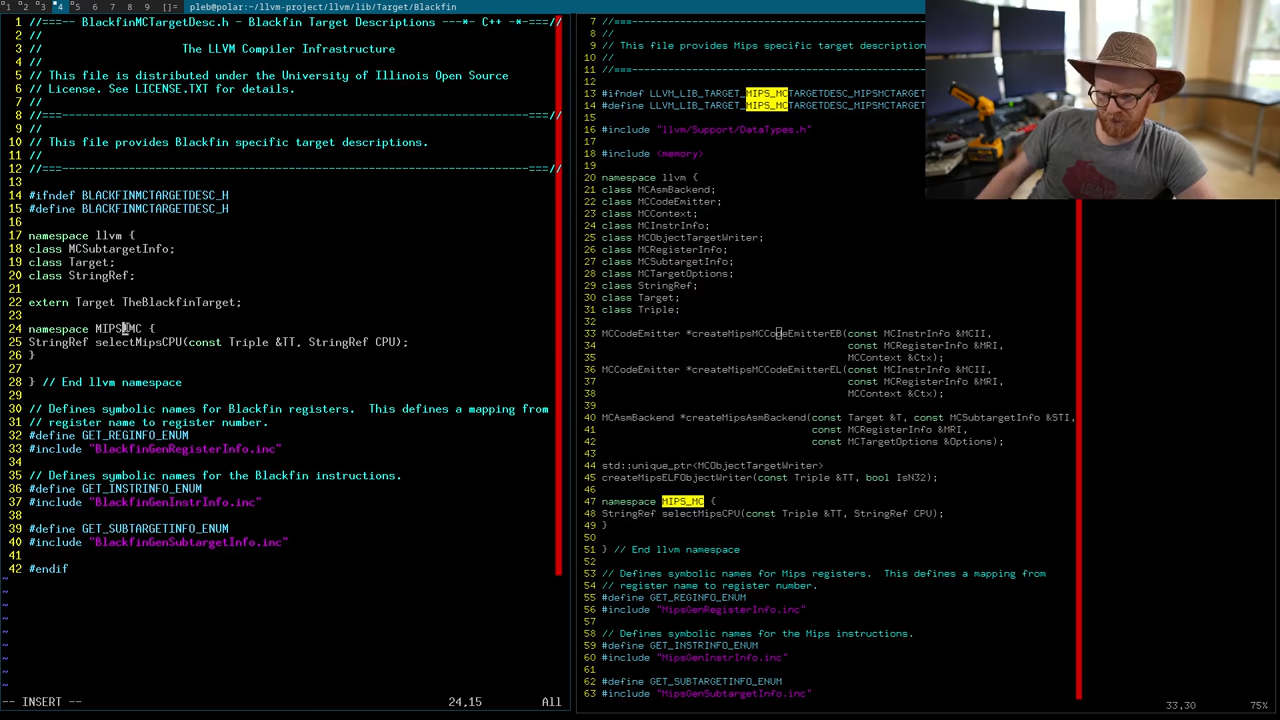 1 2 3 4 5 6 7 8 9 []= pleb@polar:~/llvm-project/llvm/lib/Target/Blackfin
1 //===-- BlackfinMCTargetDesc.h - Blackfin Target Descriptions ---*- C++ -*-===//
2 //
3 // The LLVM Compiler Infrastructure
4 //
5 // This file is distributed under the University of Illinois Open Source
6 // License. See LICENSE.TXT for details.
7 //
8 //===----------------------------------------------------------------------===//
9 //
10 // This file provides Blackfin specific target descriptions.
11 //
12 //===----------------------------------------------------------------------===//
13
14 #ifndef BLACKFINMCTARGETDESC_H
15 #define BLACKFINMCTARGETDESC_H
16
17 namespace llvm {
18 class MCSubtargetInfo;
19 class Target;
20 class StringRef;
21
22 extern Target TheBlackfinTarget;
23
24 namespace MIPS_MC {
25 StringRef selectMipsCPU(const Triple &TT, StringRef CPU);
26 }
27
28 } // End llvm namespace
29
30 // Defines symbolic names for Blackfin registers.  This defines a mapping from
31 // register name to register number.
32 #define GET_REGINFO_ENUM
33 #include "BlackfinGenRegisterInfo.inc"
34
35 // Defines symbolic names for the Blackfin instructions.
36 #define GET_INSTRINFO_ENUM
37 #include "BlackfinGenInstrInfo.inc"
38
39 #define GET_SUBTARGETINFO_ENUM
40 #include "BlackfinGenSubtargetInfo.inc"
41
42 #endif
~
~
~
~
~
~
~
~
~
-- INSERT -- 24,15 All
7 //===----------------------------------------------------
8 //
9 // This file provides Mips specific target description
10 //
11 //===----------------------------------------------------
12
13 #ifndef LLVM_LIB_TARGET_MIPS_MCTARGETDESC_MIPSMCTARGET
14 #define LLVM_LIB_TARGET_MIPS_MCTARGETDESC_MIPSMCTARGET
15
16 #include "llvm/Support/DataTypes.h"
17
18 #include <memory>
19
20 namespace llvm {
21 class MCAsmBackend;
22 class MCCodeEmitter;
23 class MCContext;
24 class MCInstrInfo;
25 class MCObjectTargetWriter;
26 class MCRegisterInfo;
27 class MCSubtargetInfo;
28 class MCTargetOptions;
29 class StringRef;
30 class Target;
31 class Triple;
32
33 MCCodeEmitter *createMipsMCCodeEmitterEB(const MCInstrInfo &MCII,
34 const MCRegisterInfo &MRI,
35 MCContext &Ctx);
36 MCCodeEmitter *createMipsMCCodeEmitterEL(const MCInstrInfo &MCII,
37 const MCRegisterInfo &MRI,
38 MCContext &Ctx);
39
40 MCAsmBackend *createMipsAsmBackend(const Target &T, const MCSubtargetInfo &STI,
41 const MCRegisterInfo &MRI,
42 const MCTargetOptions &Options);
43
44 std::unique_ptr<MCObjectTargetWriter>
45 createMipsELFObjectWriter(const Triple &TT, bool IsN32);
46
47 namespace MIPS_MC {
48 StringRef selectMipsCPU(const Triple &TT, StringRef CPU);
49 }
50
51 } // End llvm namespace
52
53 // Defines symbolic names for Mips registers.  This defines a mapping from
54 // register name to register number.
55 #define GET_REGINFO_ENUM
56 #include "MipsGenRegisterInfo.inc"
57
58 // Defines symbolic names for the Mips instructions.
59 #define GET_INSTRINFO_ENUM
60 #include "MipsGenInstrInfo.inc"
61
62 #define GET_SUBTARGETINFO_ENUM
63 #include "MipsGenSubtargetInfo.inc"
33,30 75%